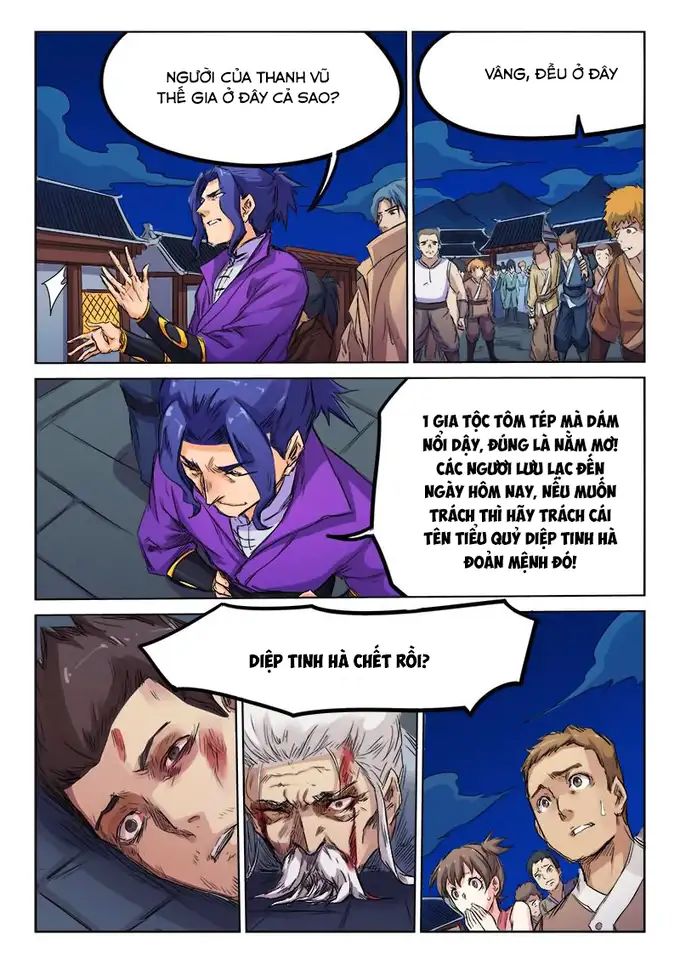 NGƯỜI CỦA THANH VŨ
THẾ GIA Ở ĐÂY CẢ SAO?
VÂNG, ĐỀU Ở ĐÂY
1 GIA TỘC TÔM TÉP MÀ DÁM
NỔI DẬY, ĐÚNG LÀ NẰM MƠ!
CÁC NGƯƠI LƯU LẠC ĐẾN
NGÀY HÔM NAY, NẾU MUỐN
TRÁCH THÌ HÃY TRÁCH CÁI
TÊN TIỂU QUỶ DIỆP TINH HÀ
ĐOẢN MỆNH ĐÓ!
DIỆP TINH HÀ CHẾT RỒI?